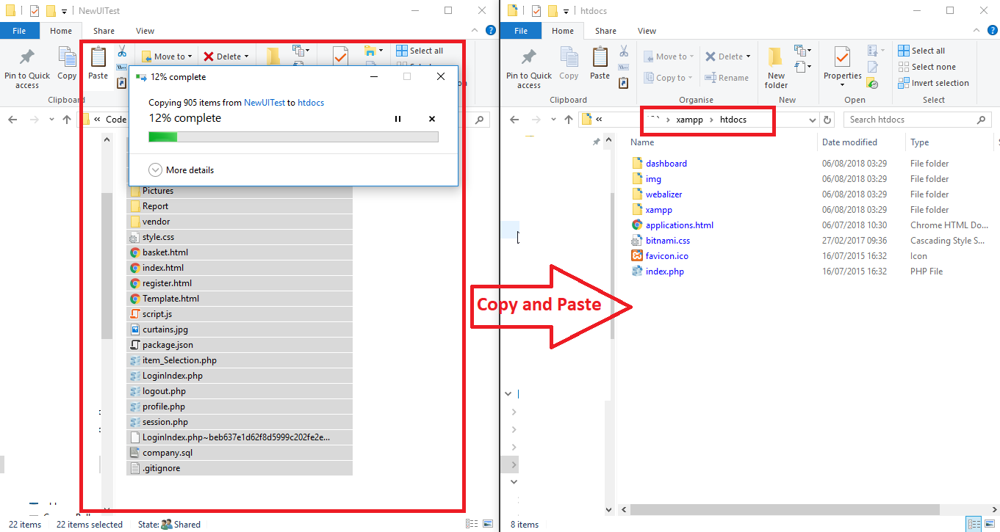 NewUITest
File Home Share View
Pin to Quick access
Copy
Paste
Move to
Delete
Select all
Clipboard
12% complete
Copying 905 items from NewUITest to htdocs
12% complete
More details
« Code
Pictures
Report
vendor
style.css
basket.html
index.html
register.html
Template.html
script.js
curtains.jpg
package.json
item_Selection.php
LoginIndex.php
logout.php
profile.php
session.php
LoginIndex.php~beb637e1d62f8d5999c202fe2e...
company.sql
.gitignore
22 items 22 items selected State: Shared
Copy and Paste
htdocs
File Home Share View
Pin to Quick access
Copy
Paste
Move to
Copy to
Delete
Rename
New folder
Properties
Select all
Select none
Invert selection
Clipboard Organise New Open Select
« › xampp › htdocs
Search htdocs
Name Date modified Type
dashboard 06/08/2018 03:29 File folder
img 06/08/2018 03:29 File folder
webalizer 06/08/2018 03:29 File folder
xampp 06/08/2018 03:29 File folder
applications.html 06/07/2018 10:30 Chrome HTML Do...
bitnami.css 27/02/2017 09:36 Cascading Style S...
favicon.ico 16/07/2015 16:32 Icon
index.php 16/07/2015 16:32 PHP File
8 items